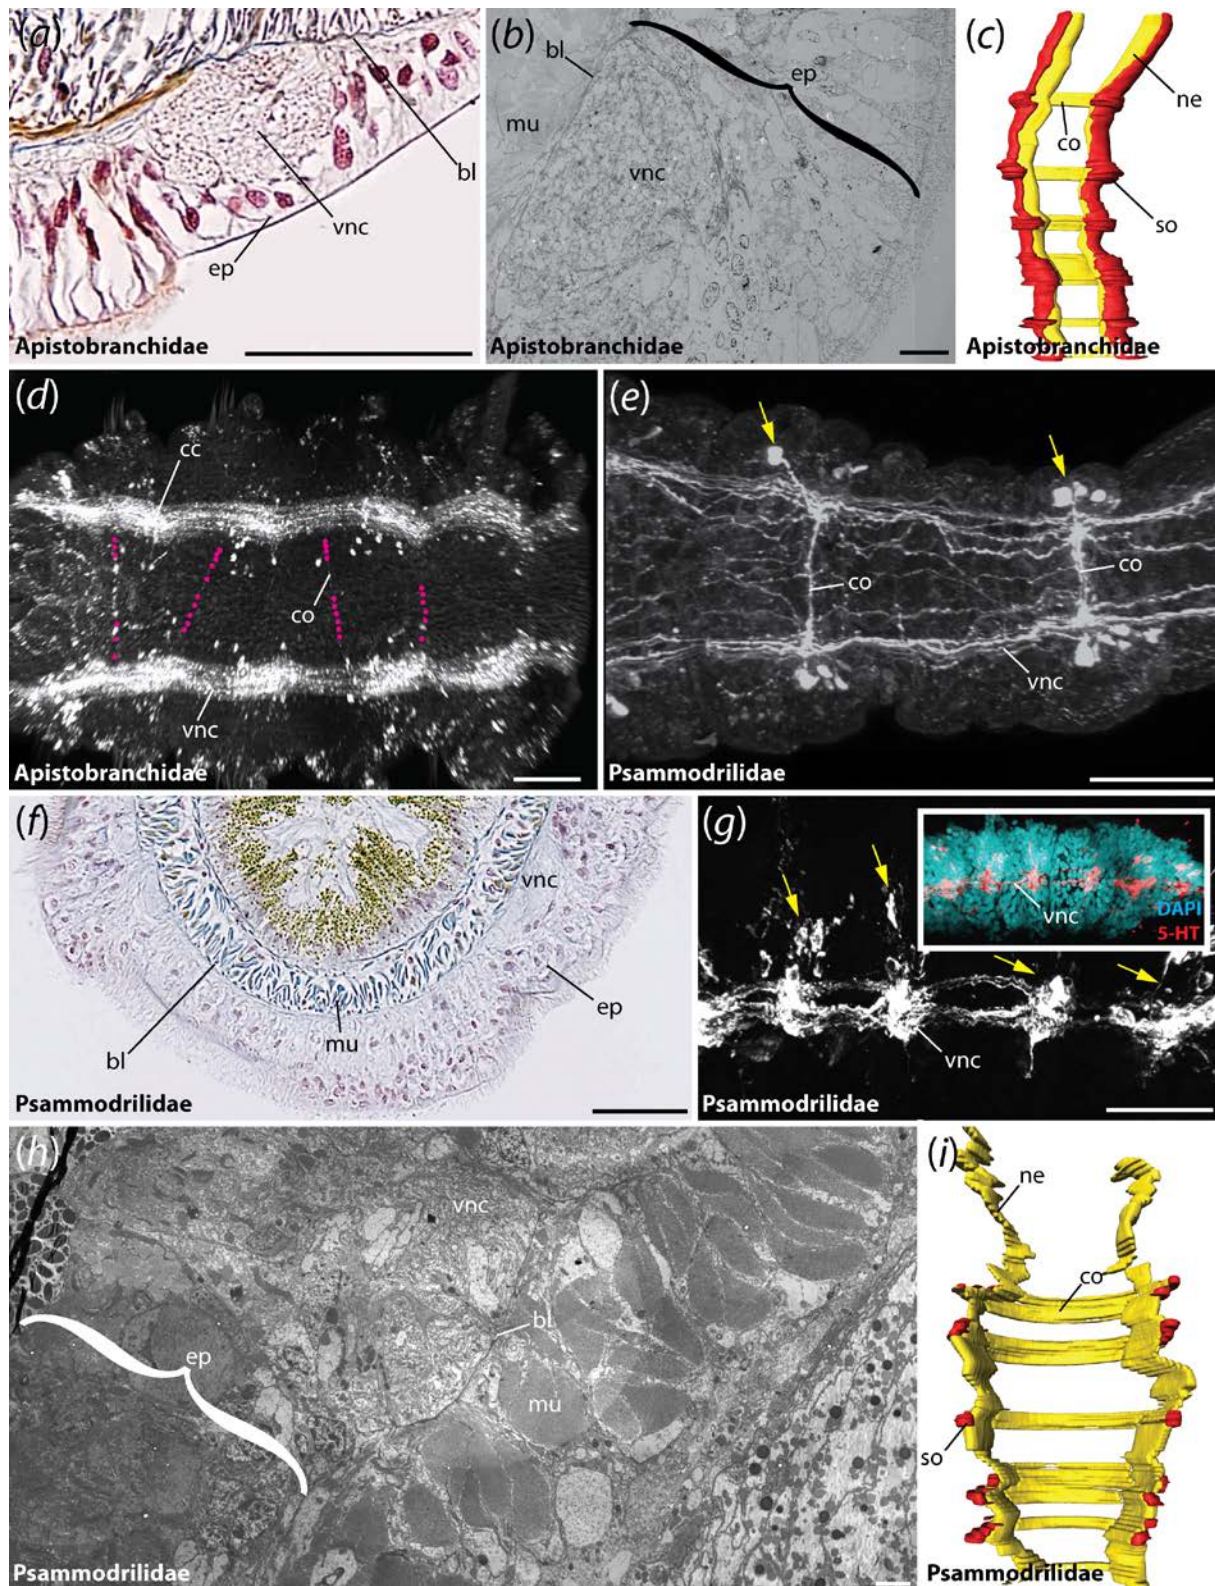 (a)
bl
vnc
ep
Apistobranchidae
(b)
bl
ep
mu
vnc
Apistobranchidae
(c)
ne
co
so
Apistobranchidae
(d)
cc
co
vnc
Apistobranchidae
(e)
co
co
vnc
Psammodrilidae
(f)
vnc
ep
bl
mu
Psammodrilidae
(g)
vnc
DAPI
5-HT
vnc
Psammodrilidae
(h)
vnc
bl
ep
mu
Psammodrilidae
(i)
ne
co
so
Psammodrilidae